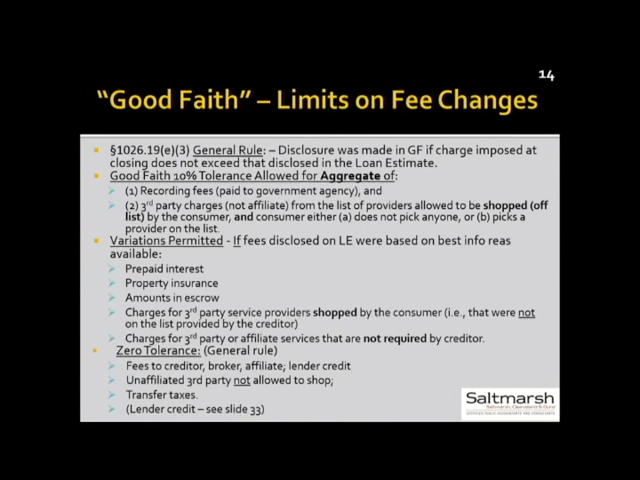 14
“Good Faith” – Limits on Fee Changes
§1026.19(e)(3) General Rule: – Disclosure was made in GF if charge imposed at
closing does not exceed that disclosed in the Loan Estimate.
Good Faith 10% Tolerance Allowed for Aggregate of:
(1) Recording fees (paid to government agency), and
(2) 3rd party charges (not affiliate) from the list of providers allowed to be shopped (off
list) by the consumer, and consumer either (a) does not pick anyone, or (b) picks a
provider on the list.
Variations Permitted - If fees disclosed on LE were based on best info reas
available:
Prepaid interest
Property insurance
Amounts in escrow
Charges for 3rd party service providers shopped by the consumer (i.e., that were not
on the list provided by the creditor)
Charges for 3rd party or affiliate services that are not required by creditor.
Zero Tolerance: (General rule)
Fees to creditor, broker, affiliate; lender credit
Unaffiliated 3rd party not allowed to shop;
Transfer taxes.
(Lender credit – see slide 33)
Saltmarsh
Saltmarsh, Cleaveland & Gund
CERTIFIED PUBLIC ACCOUNTANTS AND CONSULTANTS